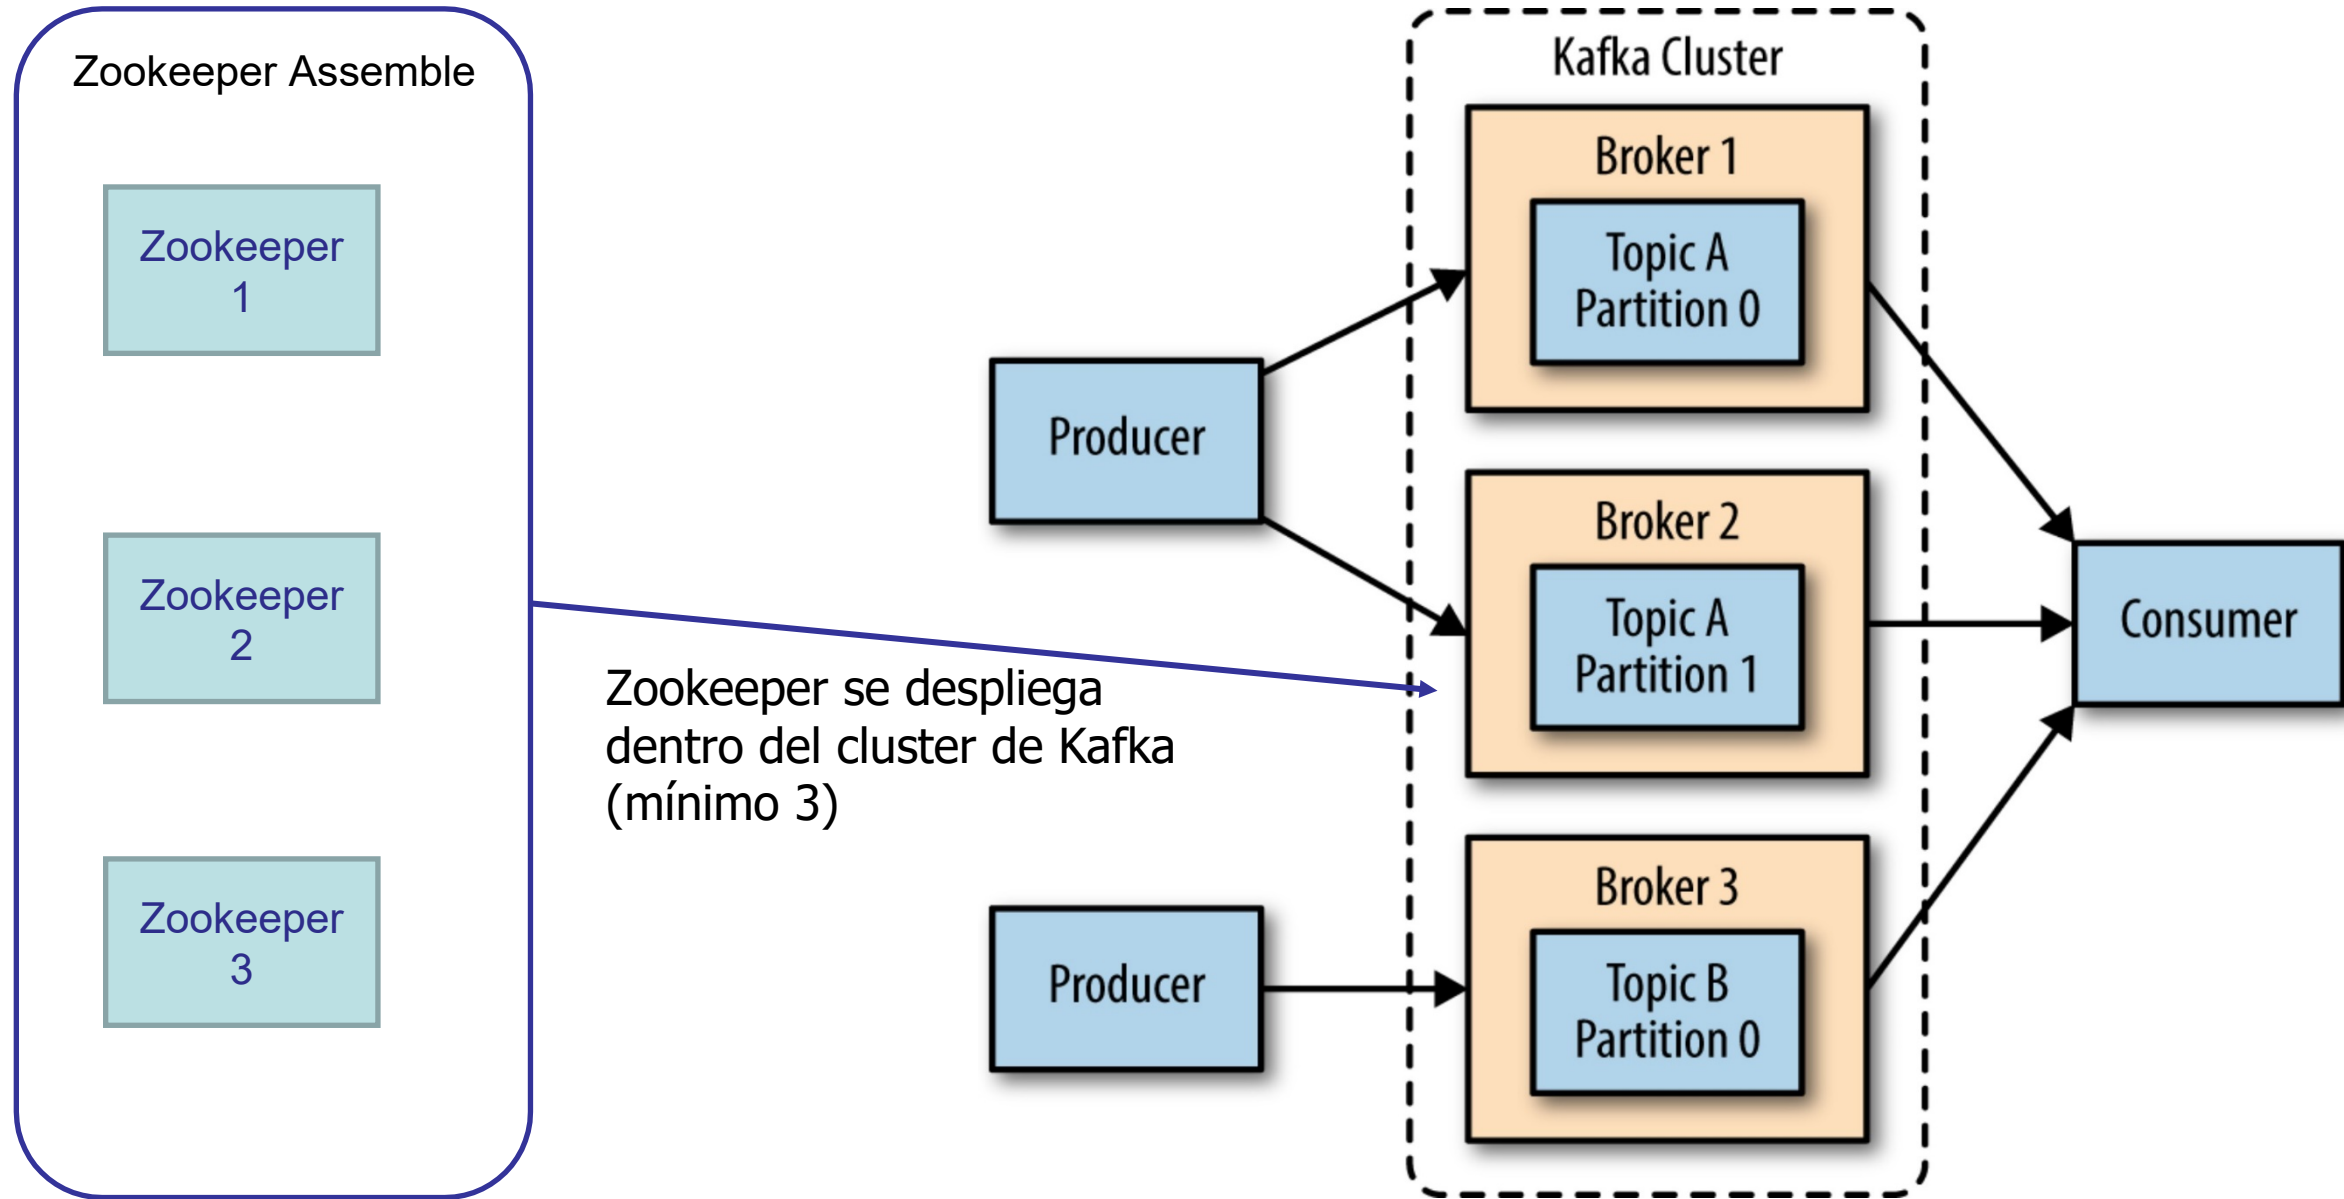 Zookeeper Assemble
Zookeeper
1
Zookeeper
2
Zookeeper
3
Zookeeper se despliega
dentro del cluster de Kafka
(mínimo 3)
Producer
Producer
Kafka Cluster
Broker 1
Topic A
Partition 0
Broker 2
Topic A
Partition 1
Broker 3
Topic B
Partition 0
Consumer